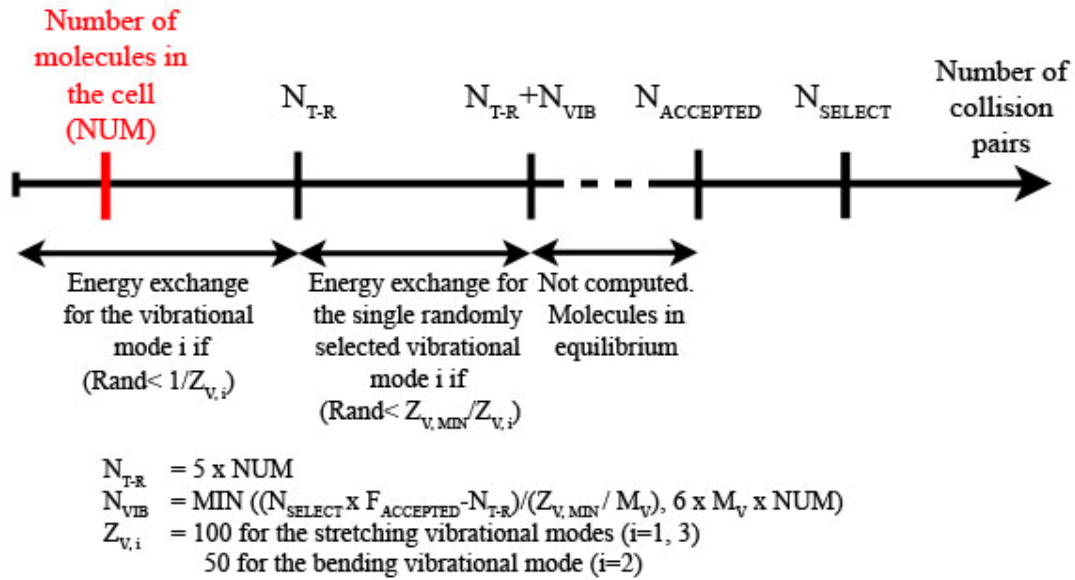 Number of
molecules in
the cell
(NUM)
N_T-R
N_T-R+N_VIB
N_ACCEPTED
N_SELECT
Number of
collision
pairs
Energy exchange
for the vibrational
mode i if
(Rand< 1/Z_V, i)
Energy exchange for
the single randomly
selected vibrational
mode i if
(Rand< Z_V, MIN/Z_V, i)
Not computed.
Molecules in
equilibrium
N_T-R = 5 x NUM
N_VIB = MIN ((N_SELECT x F_ACCEPTED-N_T-R)/(Z_V, MIN/ M_V), 6 x M_V x NUM)
Z_V, i = 100 for the stretching vibrational modes (i=1, 3)
50 for the bending vibrational mode (i=2)